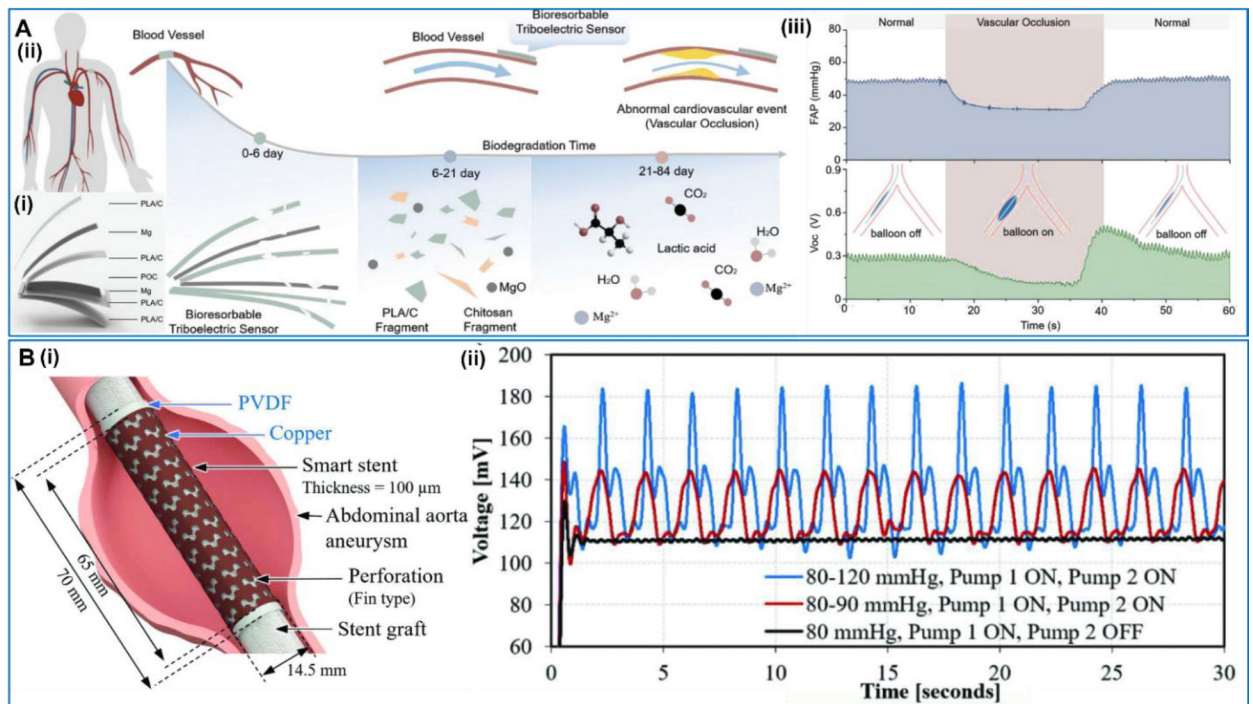 A
(ii)
Blood Vessel
Blood Vessel
Bioresorbable
Triboelectric Sensor
Abnormal cardiovascular event
(Vascular Occlusion)
0-6 day
Biodegradation Time
6-21 day
21-84 day
(i)
PLA/C
Mg
PLA/C
POC
Mg
PLA/C
PLA/C
Bioresorbable
Triboelectric Sensor
MgO
PLA/C
Fragment
Chitosan
Fragment
CO₂
Lactic acid
H₂O
H₂O
CO₂
Mg²⁺
Mg²⁺
(iii)
Normal
Vascular Occlusion
Normal
FAP (mmHg)
80
60
40
20
0
Voc (V)
0.9
0.6
0.3
0.0
balloon off
balloon on
balloon off
0
10
20
30
40
50
60
Time (s)
B (i)
PVDF
Copper
Smart stent
Thickness = 100 µm
Abdominal aorta
aneurysm
Perforation
(Fin type)
Stent graft
65 mm
70 mm
14.5 mm
(ii)
Voltage [mV]
200
180
160
140
120
100
80
60
80-120 mmHg, Pump 1 ON, Pump 2 ON
80-90 mmHg, Pump 1 ON, Pump 2 ON
80 mmHg, Pump 1 ON, Pump 2 OFF
0
5
10
15
20
25
30
Time [seconds]